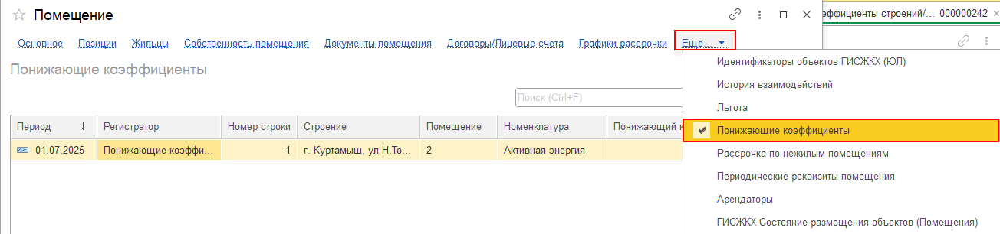 Помещение
эффициенты строений/... 000000242
Основное Позиции Жильцы Собственность помещения Документы помещения Договоры/Лицевые счета Графики рассрочки Еще...
Понижающие коэффициенты
Поиск (Ctrl+F)
Период Регистратор Номер строки Строение Помещение Номенклатура Понижающий к
01.07.2025 Понижающие коэффи... 1 г. Куртамыш, ул Н.То... 2 Активная энергия
Идентификаторы объектов ГИСЖКХ (ЮЛ)
История взаимодействий
Льгота
Понижающие коэффициенты
Рассрочка по нежилым помещениям
Периодические реквизиты помещения
Арендаторы
ГИСЖКХ Состояние размещения объектов (Помещения)